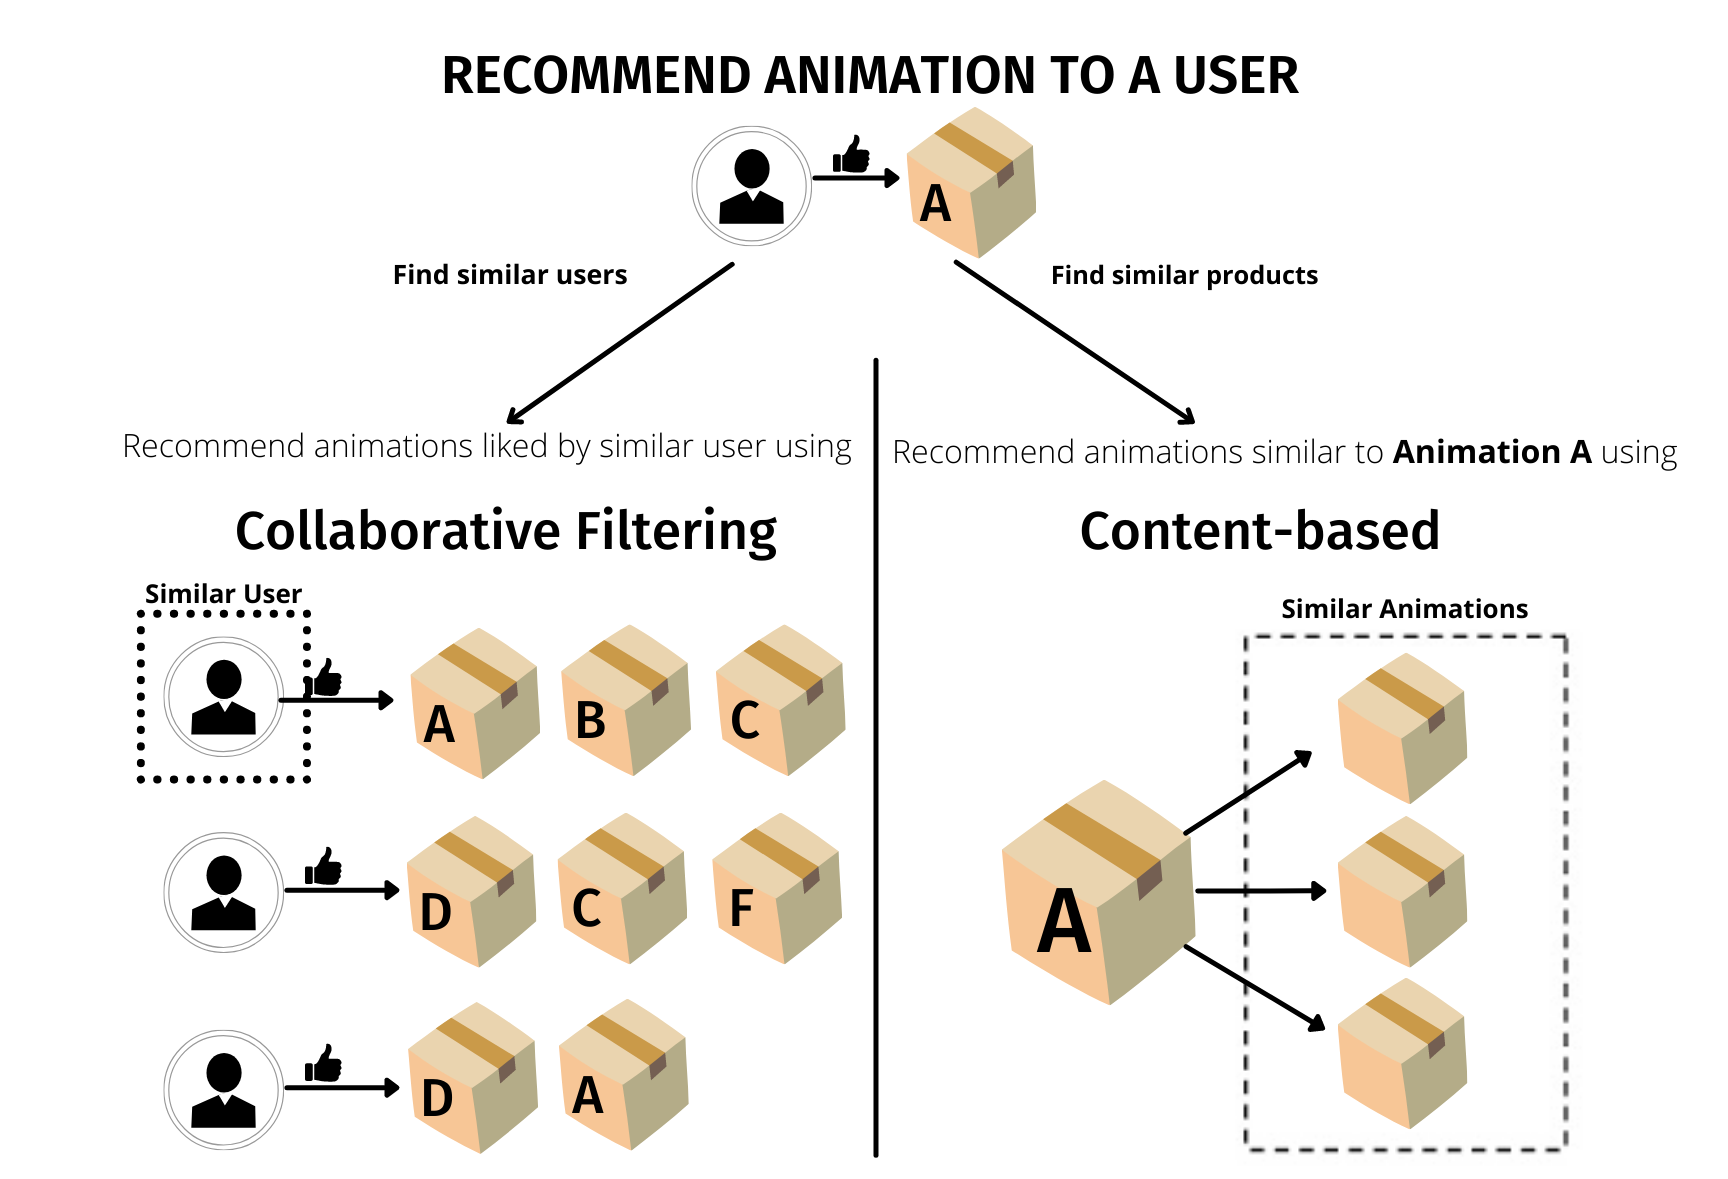 RECOMMEND ANIMATION TO A USER
A
Find similar users
Find similar products
Recommend animations liked by similar user using
Recommend animations similar to Animation A using
Collaborative Filtering
Content-based
Similar User
Similar Animations
A
B
C
D
C
F
D
A
A